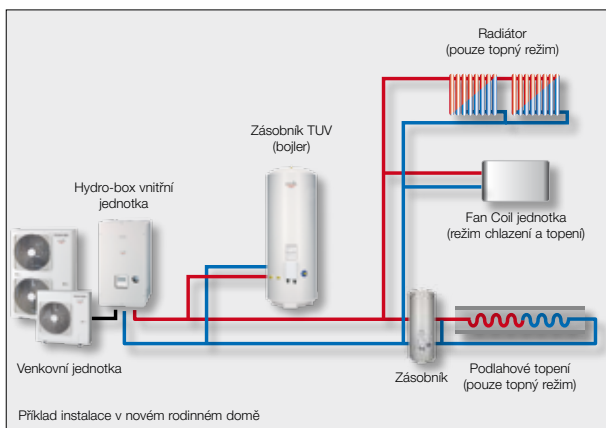 Radiátor
(pouze topný režim)
Zásobník TUV
(bojler)
Hydro-box vnitřní
jednotka
Fan Coil jednotka
(režim chlazení a topení)
Venkovní jednotka
Zásobník
Podlahové topení
(pouze topný režim)
Příklad instalace v novém rodinném domě